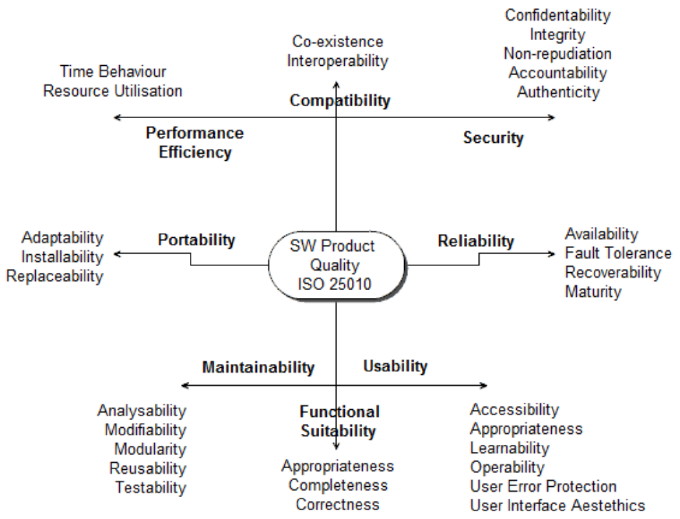 Confidentability
Integrity
Non-repudiation
Accountability
Authenticity
Co-existence
Interoperability
Time Behaviour
Resource Utilisation
Compatibility
Performance
Efficiency
Security
Adaptability
Installability
Replaceability
Portability
SW Product
Quality
ISO 25010
Reliability
Availability
Fault Tolerance
Recoverability
Maturity
Maintainability
Usability
Analysability
Modifiability
Modularity
Reusability
Testability
Functional
Suitability
Appropriateness
Completeness
Correctness
Accessibility
Appropriateness
Learnability
Operability
User Error Protection
User Interface Aestethics